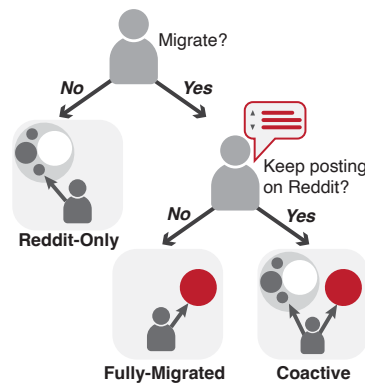 Migrate?
No
Yes
Keep posting
on Reddit?
Reddit-Only
No
Yes
Fully-Migrated
Coactive